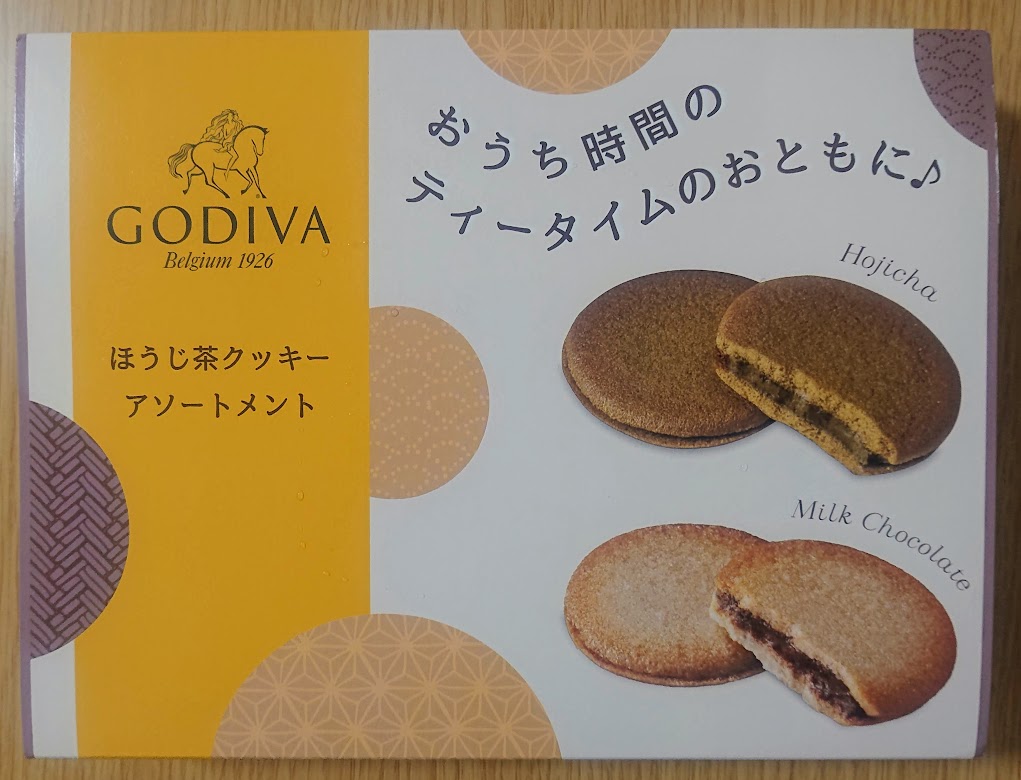 GODIVA
Belgium 1926
ほうじ茶クッキー
アソートメント
おうち時間の
ティータイムのおともに♪
Hojicha
Milk Chocolate